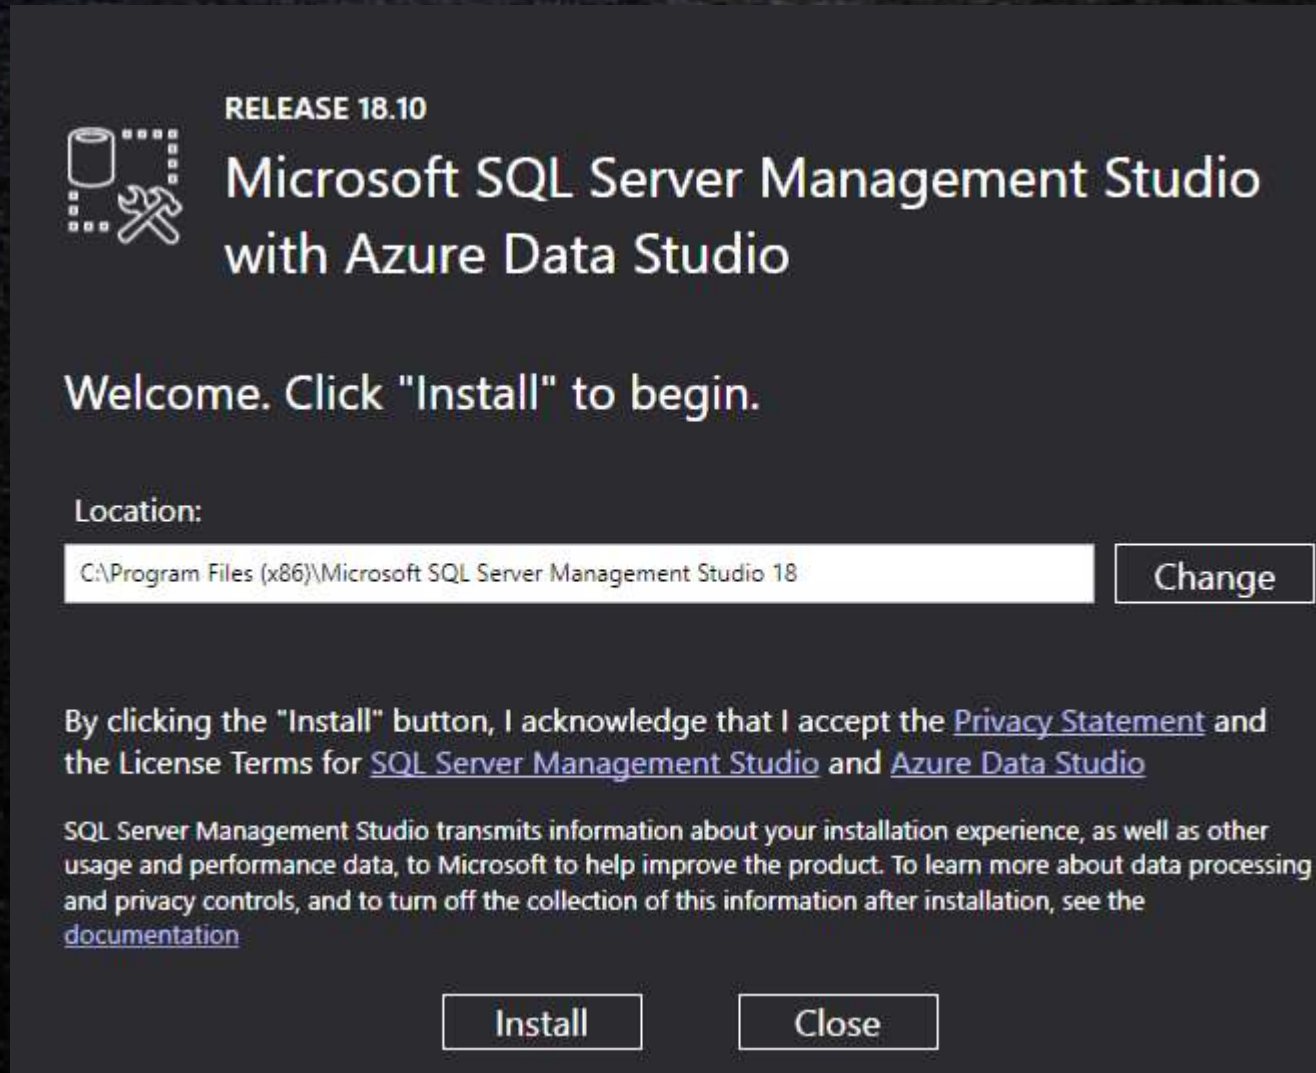 RELEASE 18.10
Microsoft SQL Server Management Studio
with Azure Data Studio
Welcome. Click "Install" to begin.
Location:
C:\Program Files (x86)\Microsoft SQL Server Management Studio 18
Change
By clicking the "Install" button, I acknowledge that I accept the Privacy Statement and
the License Terms for SQL Server Management Studio and Azure Data Studio
SQL Server Management Studio transmits information about your installation experience, as well as other
usage and performance data, to Microsoft to help improve the product. To learn more about data processing
and privacy controls, and to turn off the collection of this information after installation, see the
documentation
Install
Close